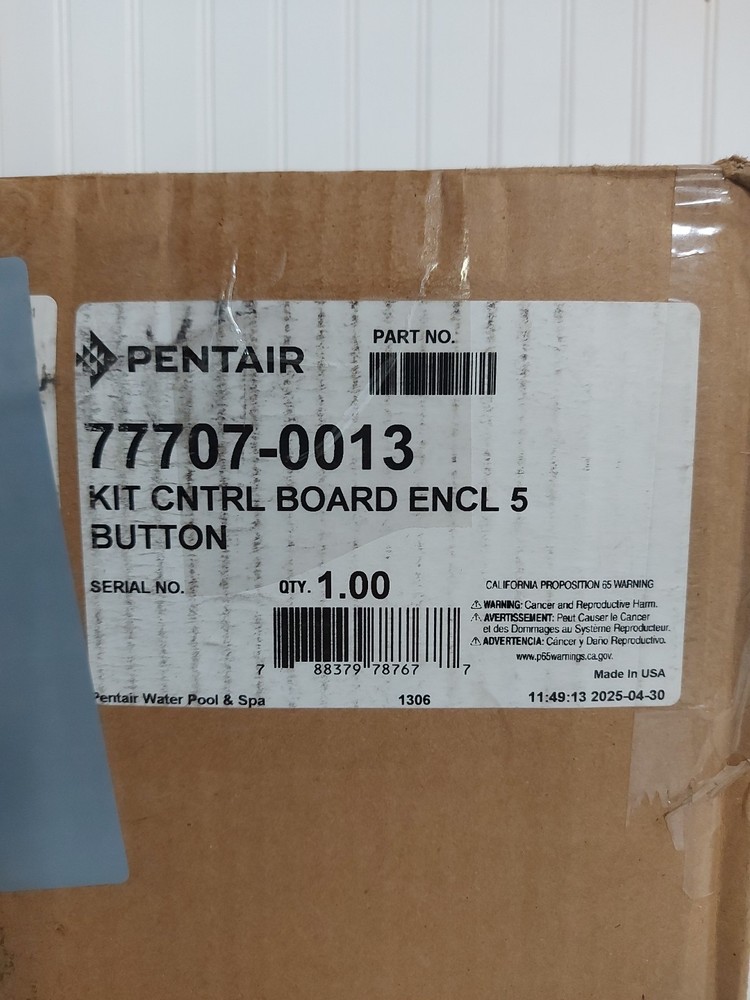 PENTAIR
PART NO.
77707-0013
KIT CNTRL BOARD ENCL 5
BUTTON
SERIAL NO.
QTY. 1.00
7 88379 78767 7
CALIFORNIA PROPOSITION 65 WARNING
WARNING: Cancer and Reproductive Harm.
AVERTISSEMENT: Peut Causer le Cancer
et des Dommages au Système Reproducteur.
ADVERTENCIA: Cáncer y Daño Reproductivo.
www.p65warnings.ca.gov.
Made In USA
Pentair Water Pool & Spa
1306
11:49:13 2025-04-30